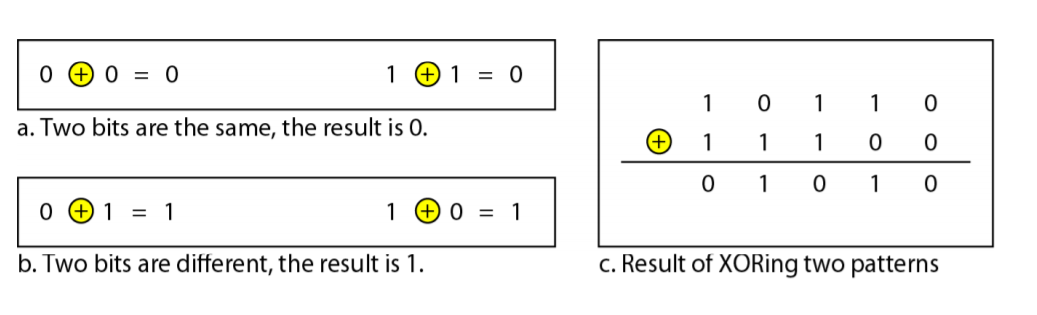 0 ⊕ 0 = 0 1 ⊕ 1 = 0
a. Two bits are the same, the result is 0.
0 ⊕ 1 = 1 1 ⊕ 0 = 1
b. Two bits are different, the result is 1.
1 0 1 1 0
⊕ 1 1 1 0 0
0 1 0 1 0
c. Result of XORing two patterns